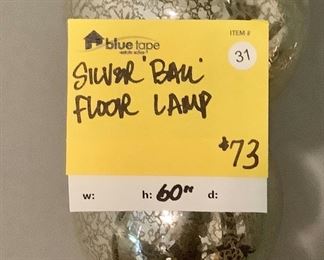 blue tape
estate sales
ITEM #
31
SILVER "BALL"
FLOOR LAMP
$73
w: h: 60" d: